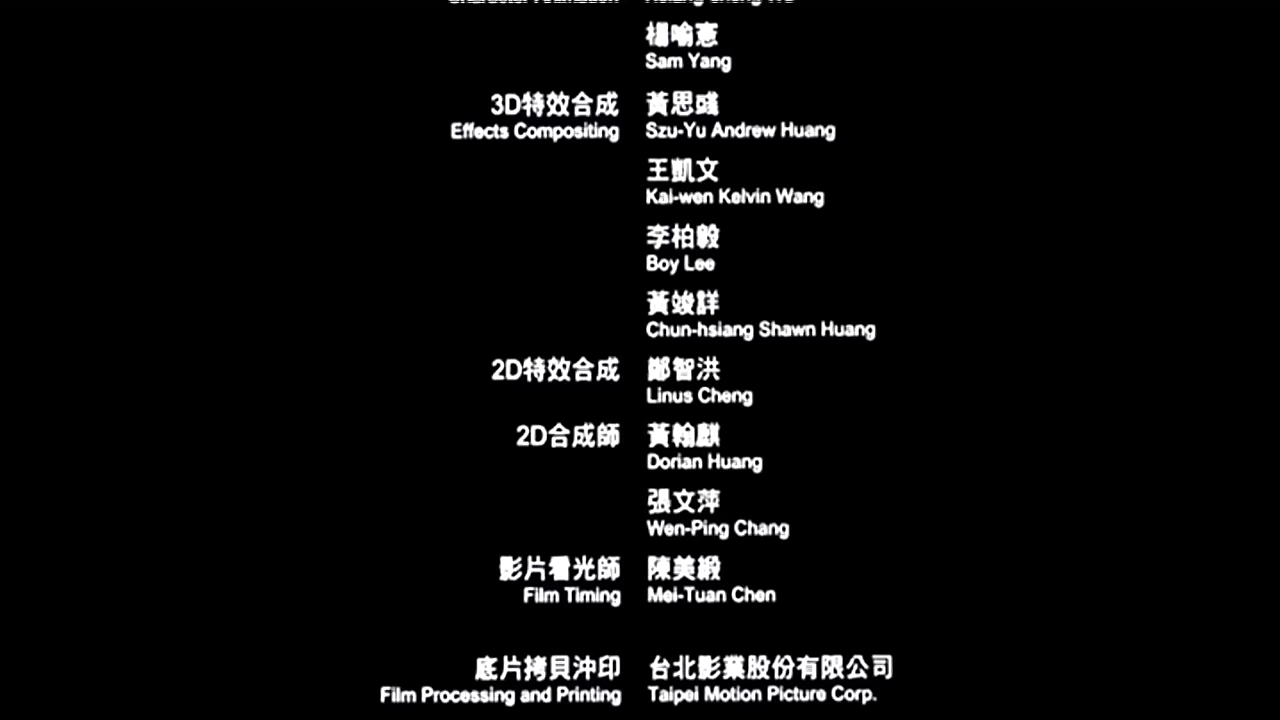 Character Animation
楊喻憲
Sam Yang
3D特效合成 黃思彧
Effects Compositing Szu-Yu Andrew Huang
王凱文
Kai-wen Kelvin Wang
李柏毅
Boy Lee
黃竣詳
Chun-hsiang Shawn Huang
2D特效合成 鄭智洪
Linus Cheng
2D合成師 黃翰麒
Dorian Huang
張文萍
Wen-Ping Chang
影片看光師 陳美緞
Film Timing Mei-Tuan Chen
底片拷貝沖印 台北影業股份有限公司
Film Processing and Printing Taipei Motion Picture Corp.